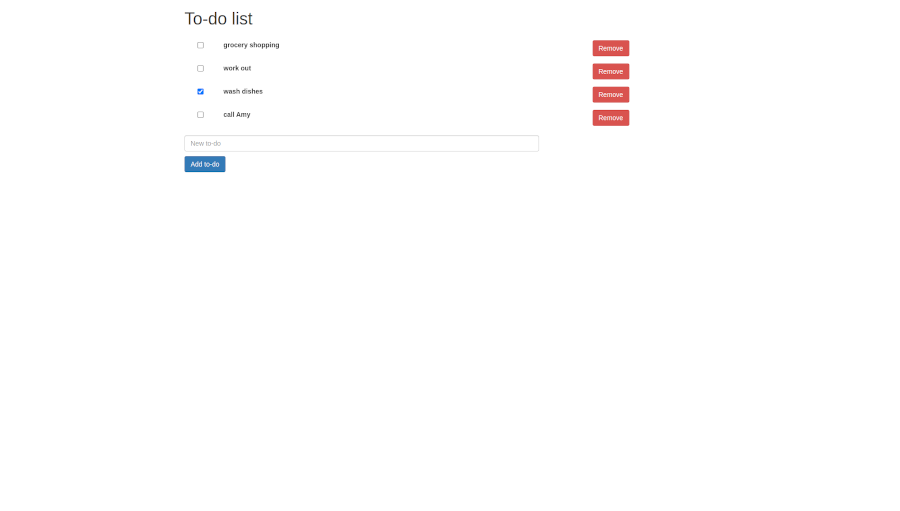 To-do list
grocery shopping Remove
work out Remove
wash dishes Remove
call Amy Remove
New to-do
Add to-do